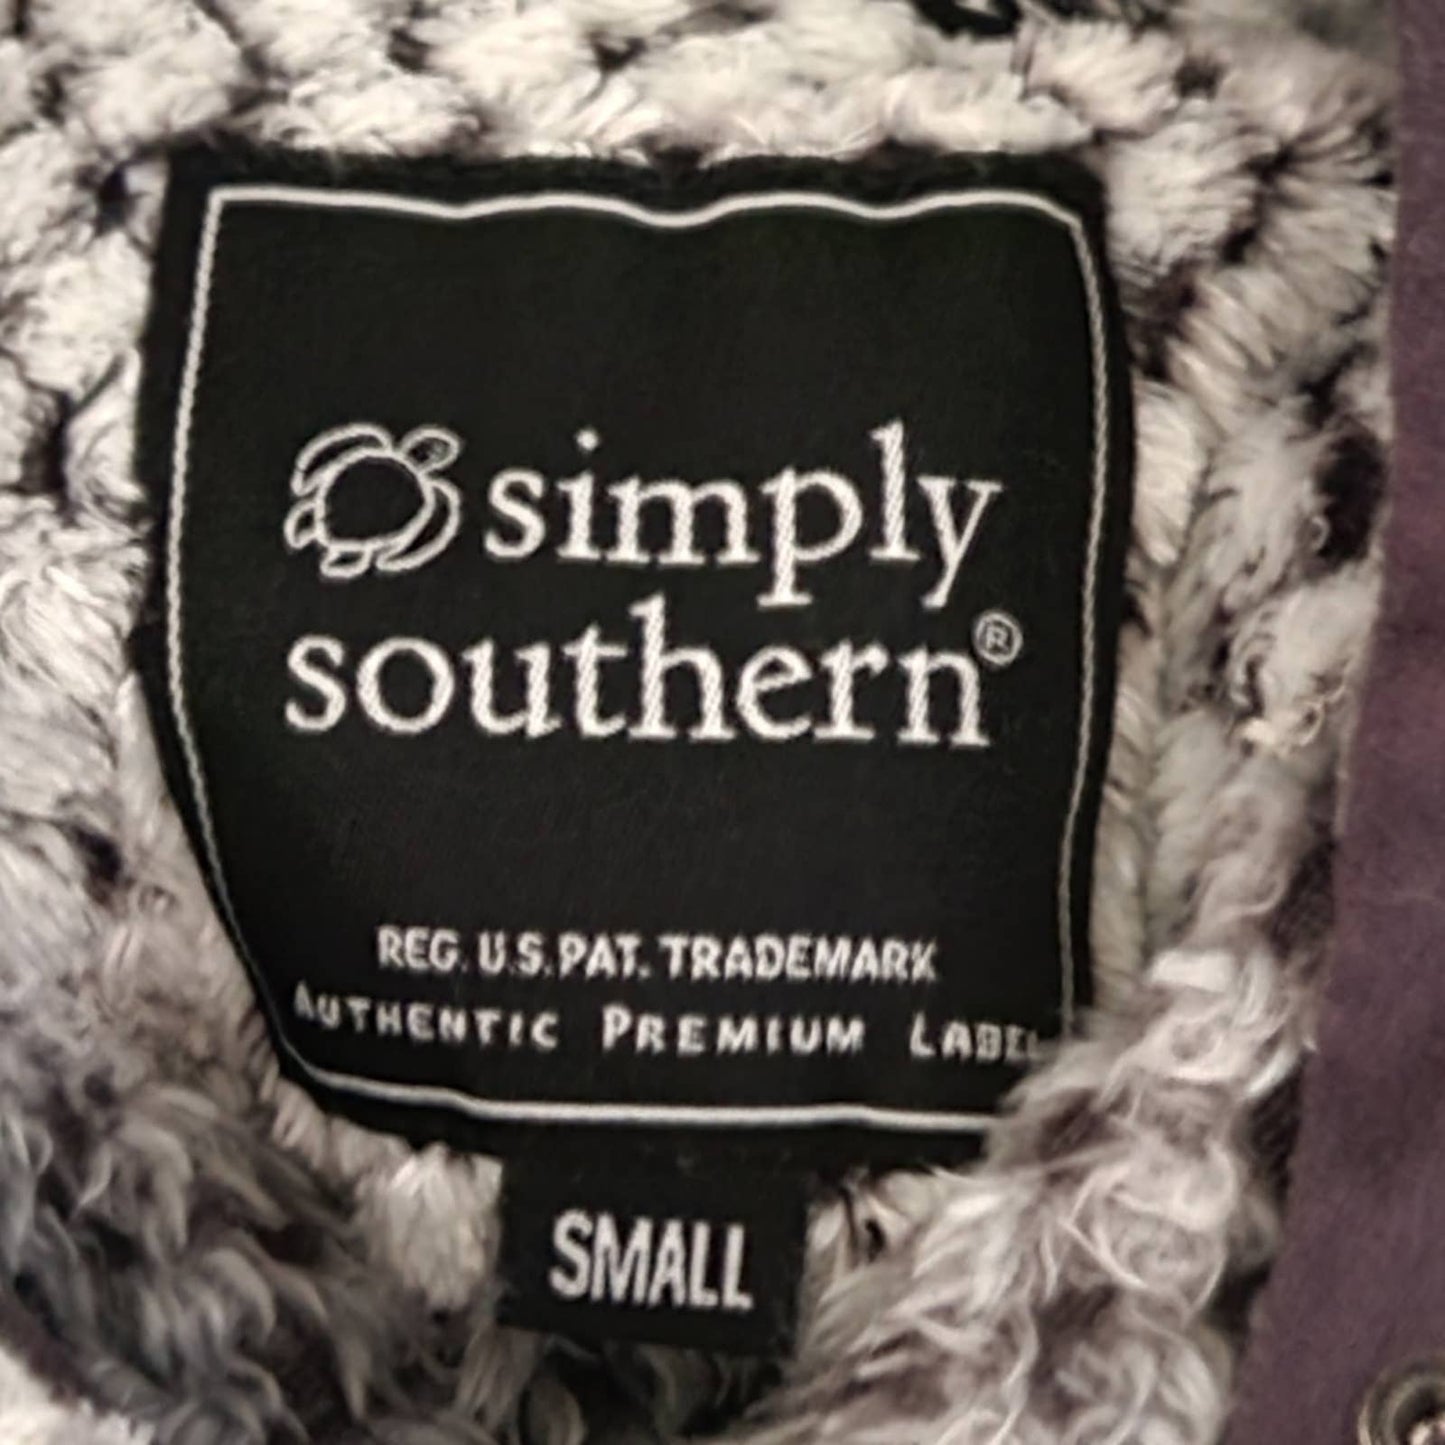 simply
southern®
REG. U.S. PAT. TRADEMARK
AUTHENTIC PREMIUM LABEL
SMALL